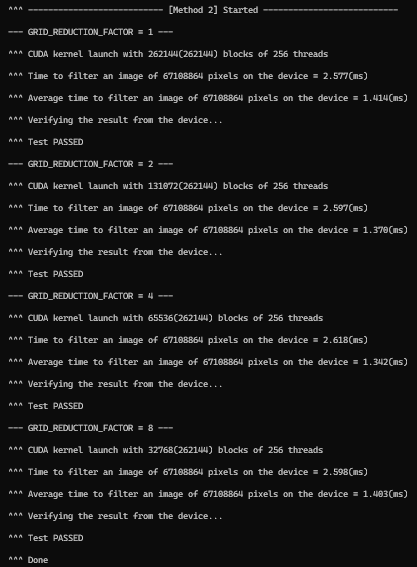 ^^^ --------------------------- [Method 2] Started ---------------------------
--- GRID_REDUCTION_FACTOR = 1 ---
^^^ CUDA kernel launch with 262144(262144) blocks of 256 threads
^^^ Time to filter an image of 67108864 pixels on the device = 2.577(ms)
^^^ Average time to filter an image of 67108864 pixels on the device = 1.414(ms)
^^^ Verifying the result from the device...
^^^ Test PASSED
--- GRID_REDUCTION_FACTOR = 2 ---
^^^ CUDA kernel launch with 131072(262144) blocks of 256 threads
^^^ Time to filter an image of 67108864 pixels on the device = 2.597(ms)
^^^ Average time to filter an image of 67108864 pixels on the device = 1.370(ms)
^^^ Verifying the result from the device...
^^^ Test PASSED
--- GRID_REDUCTION_FACTOR = 4 ---
^^^ CUDA kernel launch with 65536(262144) blocks of 256 threads
^^^ Time to filter an image of 67108864 pixels on the device = 2.618(ms)
^^^ Average time to filter an image of 67108864 pixels on the device = 1.342(ms)
^^^ Verifying the result from the device...
^^^ Test PASSED
--- GRID_REDUCTION_FACTOR = 8 ---
^^^ CUDA kernel launch with 32768(262144) blocks of 256 threads
^^^ Time to filter an image of 67108864 pixels on the device = 2.598(ms)
^^^ Average time to filter an image of 67108864 pixels on the device = 1.403(ms)
^^^ Verifying the result from the device...
^^^ Test PASSED
^^^ Done